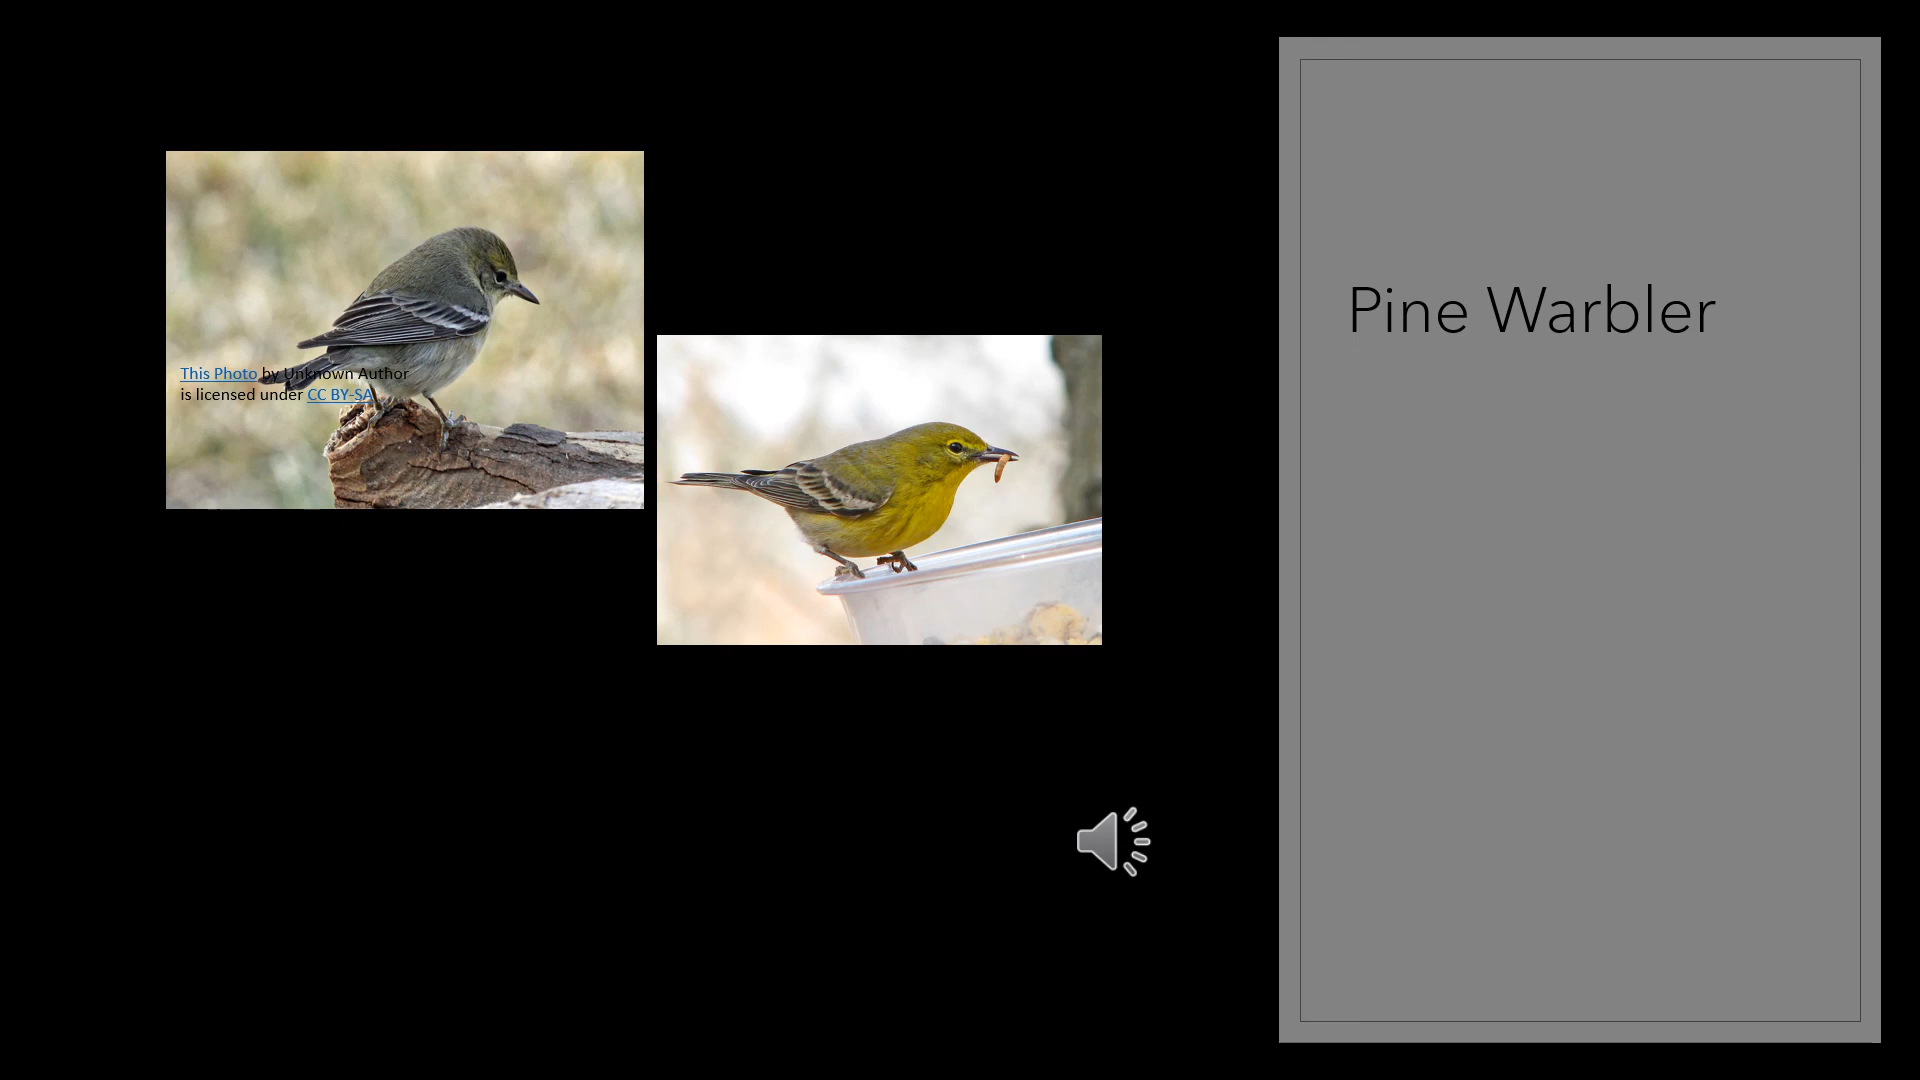 This Photo by Unknown Author
is licensed under CC BY-SA
Pine Warbler